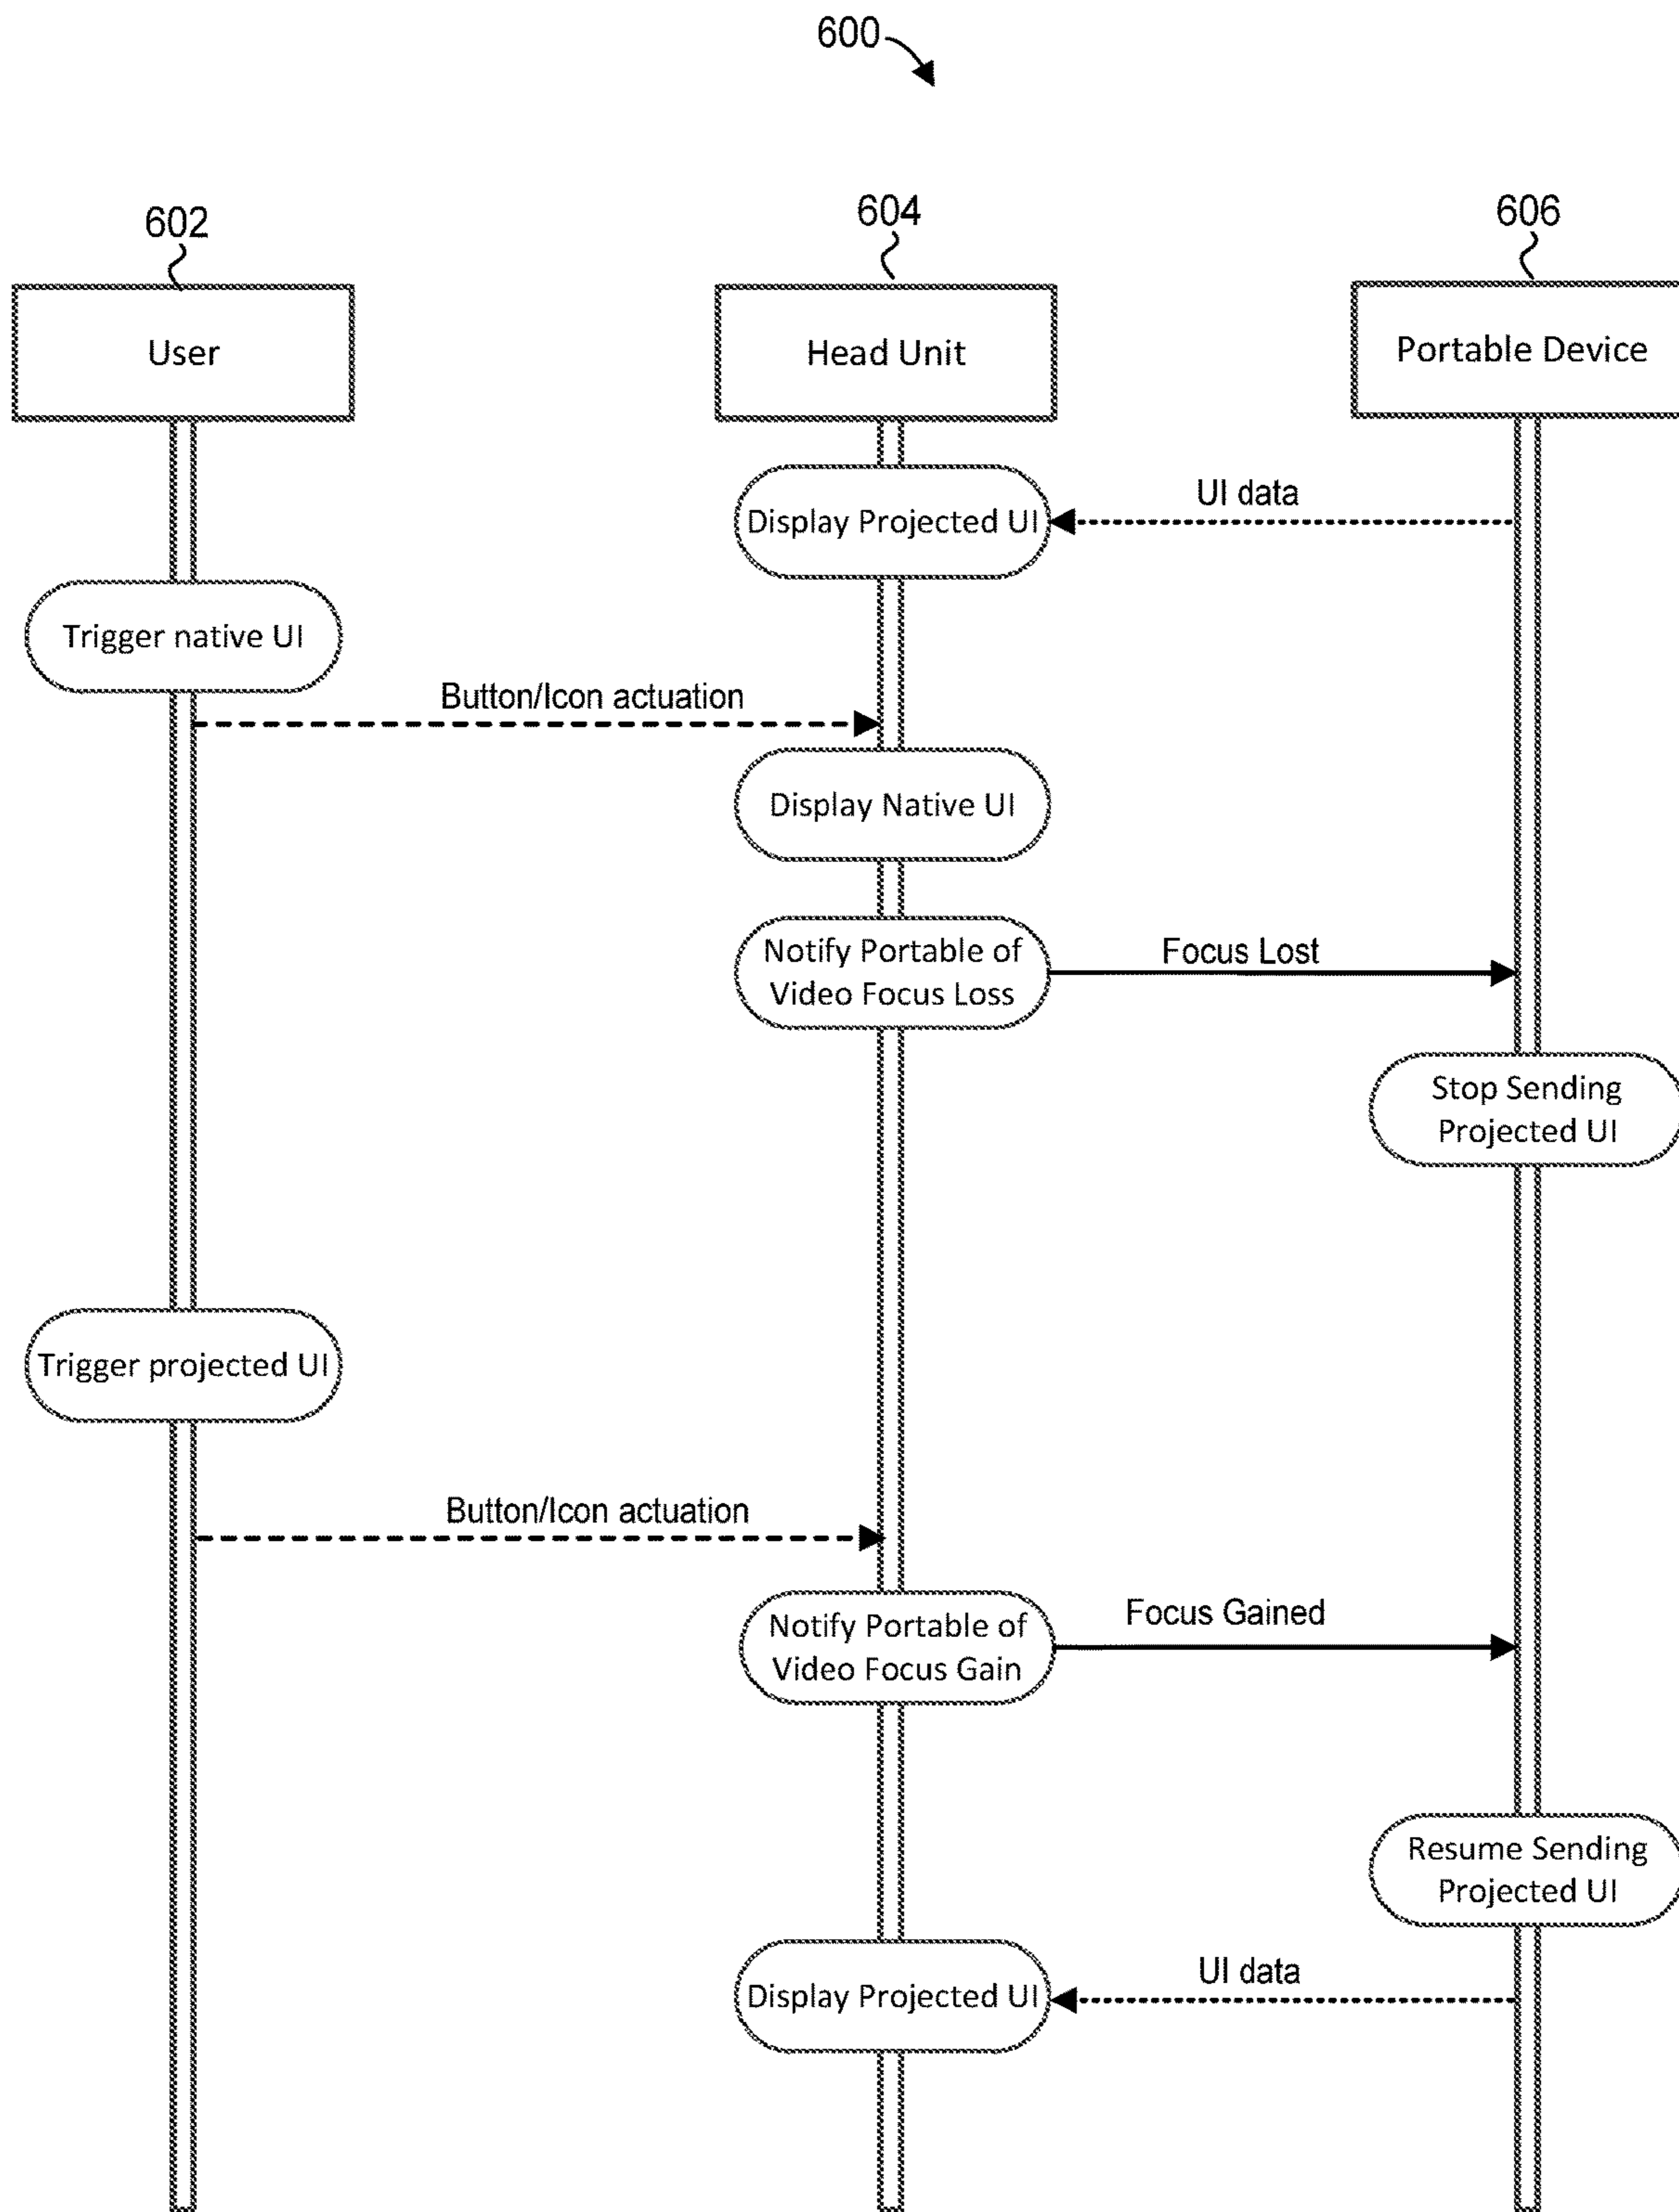 600
602
604
606
User
Head Unit
Portable Device
UI data
Display Projected UI
Trigger native UI
Button/Icon actuation
Display Native UI
Notify Portable of
Video Focus Loss
Focus Lost
Stop Sending
Projected UI
Trigger projected UI
Button/Icon actuation
Notify Portable of
Video Focus Gain
Focus Gained
Resume Sending
Projected UI
UI data
Display Projected UI